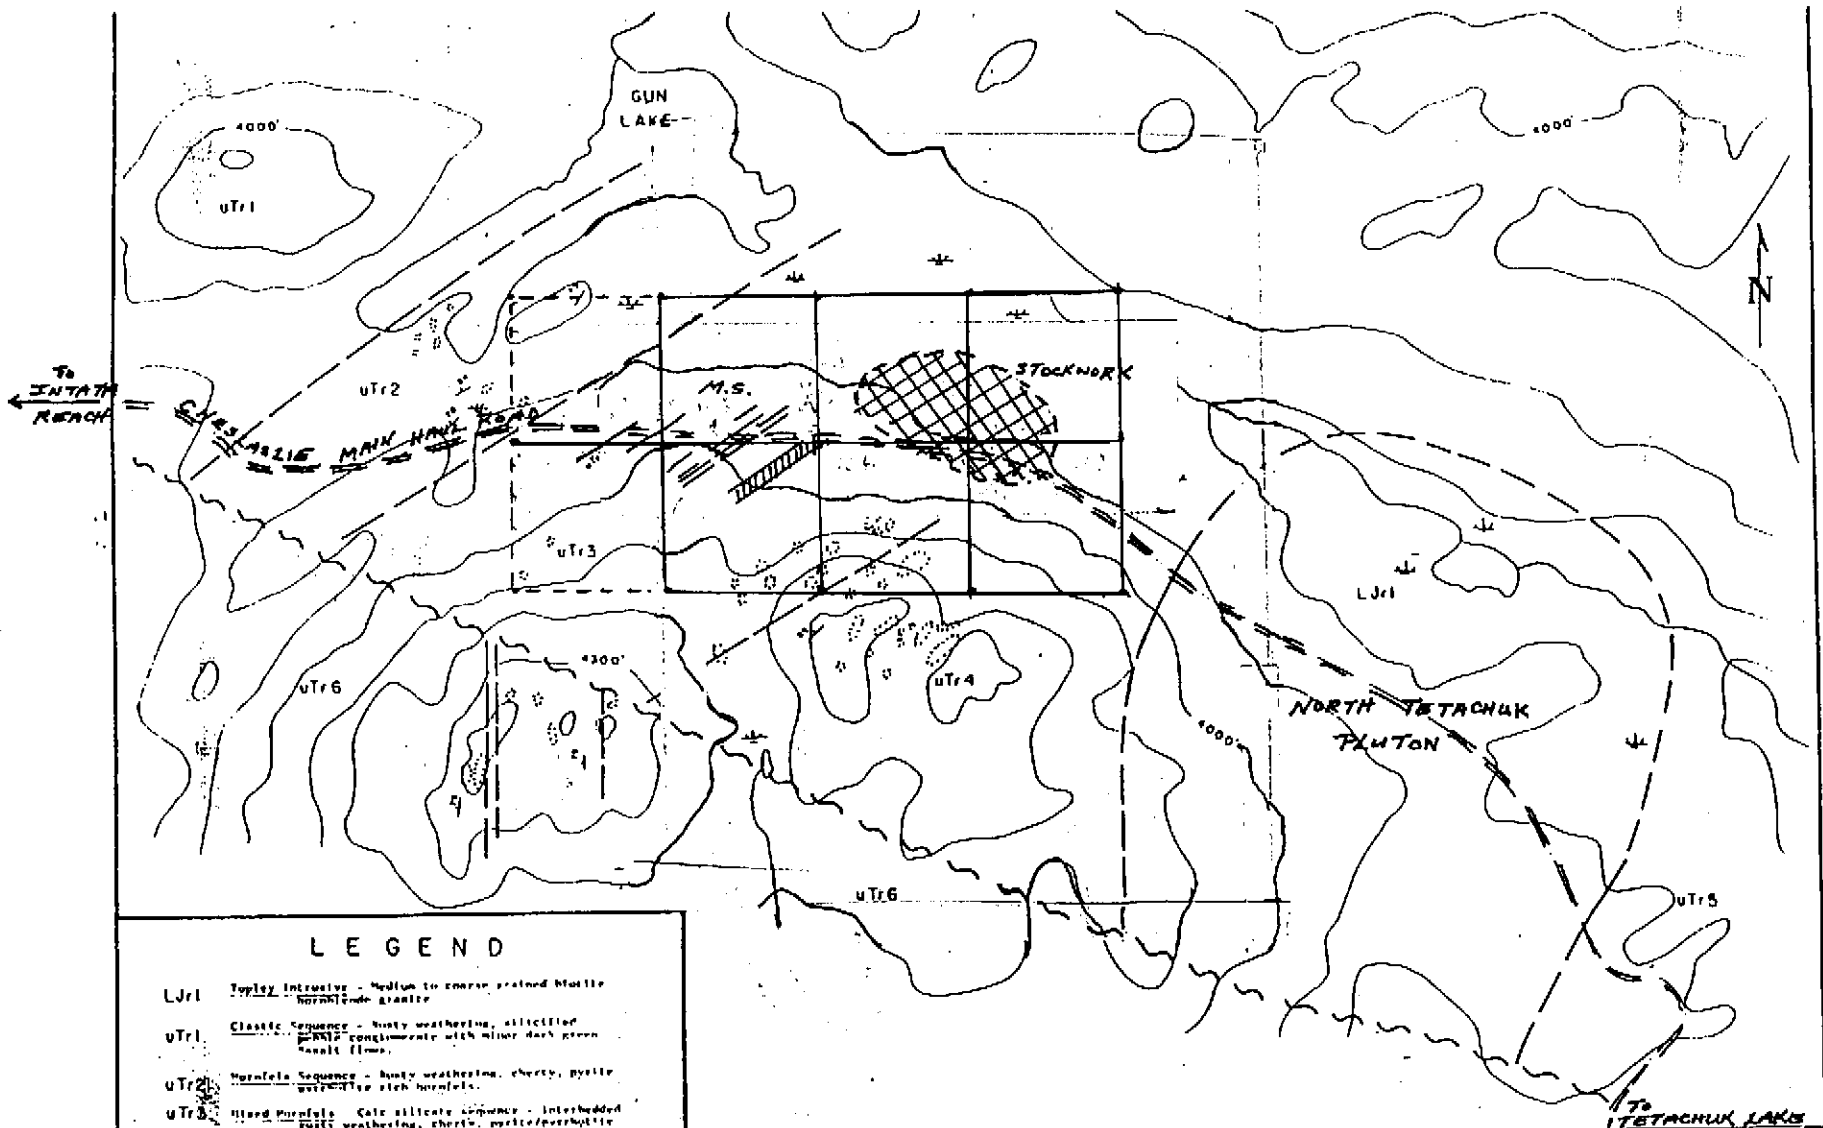 GUN
LAKE
4000'
uTr1
4000'
N
To
INTATA
REACH
uTr2
M.S.
STOCKWORK
MAIN HAUL ROAD
uTr3
LJr1
4300'
uTr6
uTr4
4000'
NORTH TETACHUK
PLUTON
uTr6
uTr5
To
TETACHUK LAKE
LEGEND
LJr1 Topley Intrusive - Medium to coarse grained biotite
hornblende granite
uTr1 Clastic Sequence - Rusty weathering, silicified
pebble conglomerate with minor dark green
basalt flows.
uTr2 Hornfels Sequence - Rusty weathering, cherty, pyrite
rich hornfels.
uTr3 Mixed Hornfels Calc silicate sequence - Interbedded
rusty weathering, cherty, pyrite/pyrrhotite